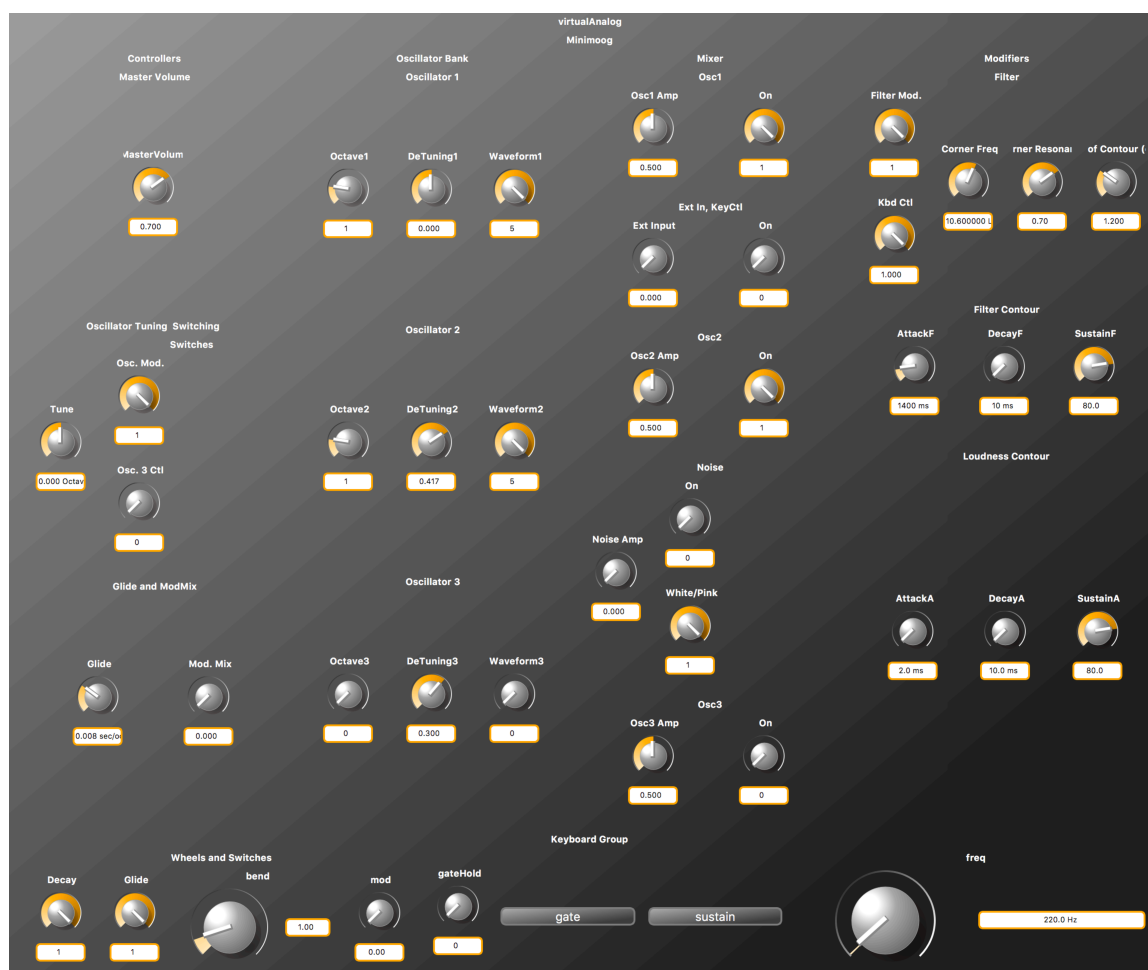 virtualAnalog
Minimoog
Controllers
Master Volume
MasterVolum
0.700
Oscillator Tuning Switching
Switches
Osc. Mod.
1
Tune
0.000 Octav
Osc. 3 Ctl
0
Glide and ModMix
Glide
0.008 sec/o
Mod. Mix
0.000
Oscillator Bank
Oscillator 1
Octave1
DeTuning1
Waveform1
1
0.000
5
Oscillator 2
Octave2
DeTuning2
Waveform2
1
0.417
5
Oscillator 3
Octave3
DeTuning3
Waveform3
0
0.300
0
Mixer
Osc1
Osc1 Amp
On
0.500
1
Ext In, KeyCtl
Ext Input
On
0.000
0
Osc2
Osc2 Amp
On
0.500
1
Noise
On
0
Noise Amp
0.000
White/Pink
1
Osc3
Osc3 Amp
On
0.500
0
Modifiers
Filter
Filter Mod.
1
Corner Freq
rner Resonan
of Contour (
10.600000 L
0.70
1.200
Kbd Ctl
1.000
Filter Contour
AttackF
DecayF
SustainF
1400 ms
10 ms
80.0
Loudness Contour
AttackA
DecayA
SustainA
2.0 ms
10.0 ms
80.0
Keyboard Group
Wheels and Switches
Decay
Glide
bend
1
1
1.00
mod
0.00
gateHold
0
gate
sustain
freq
220.0 Hz